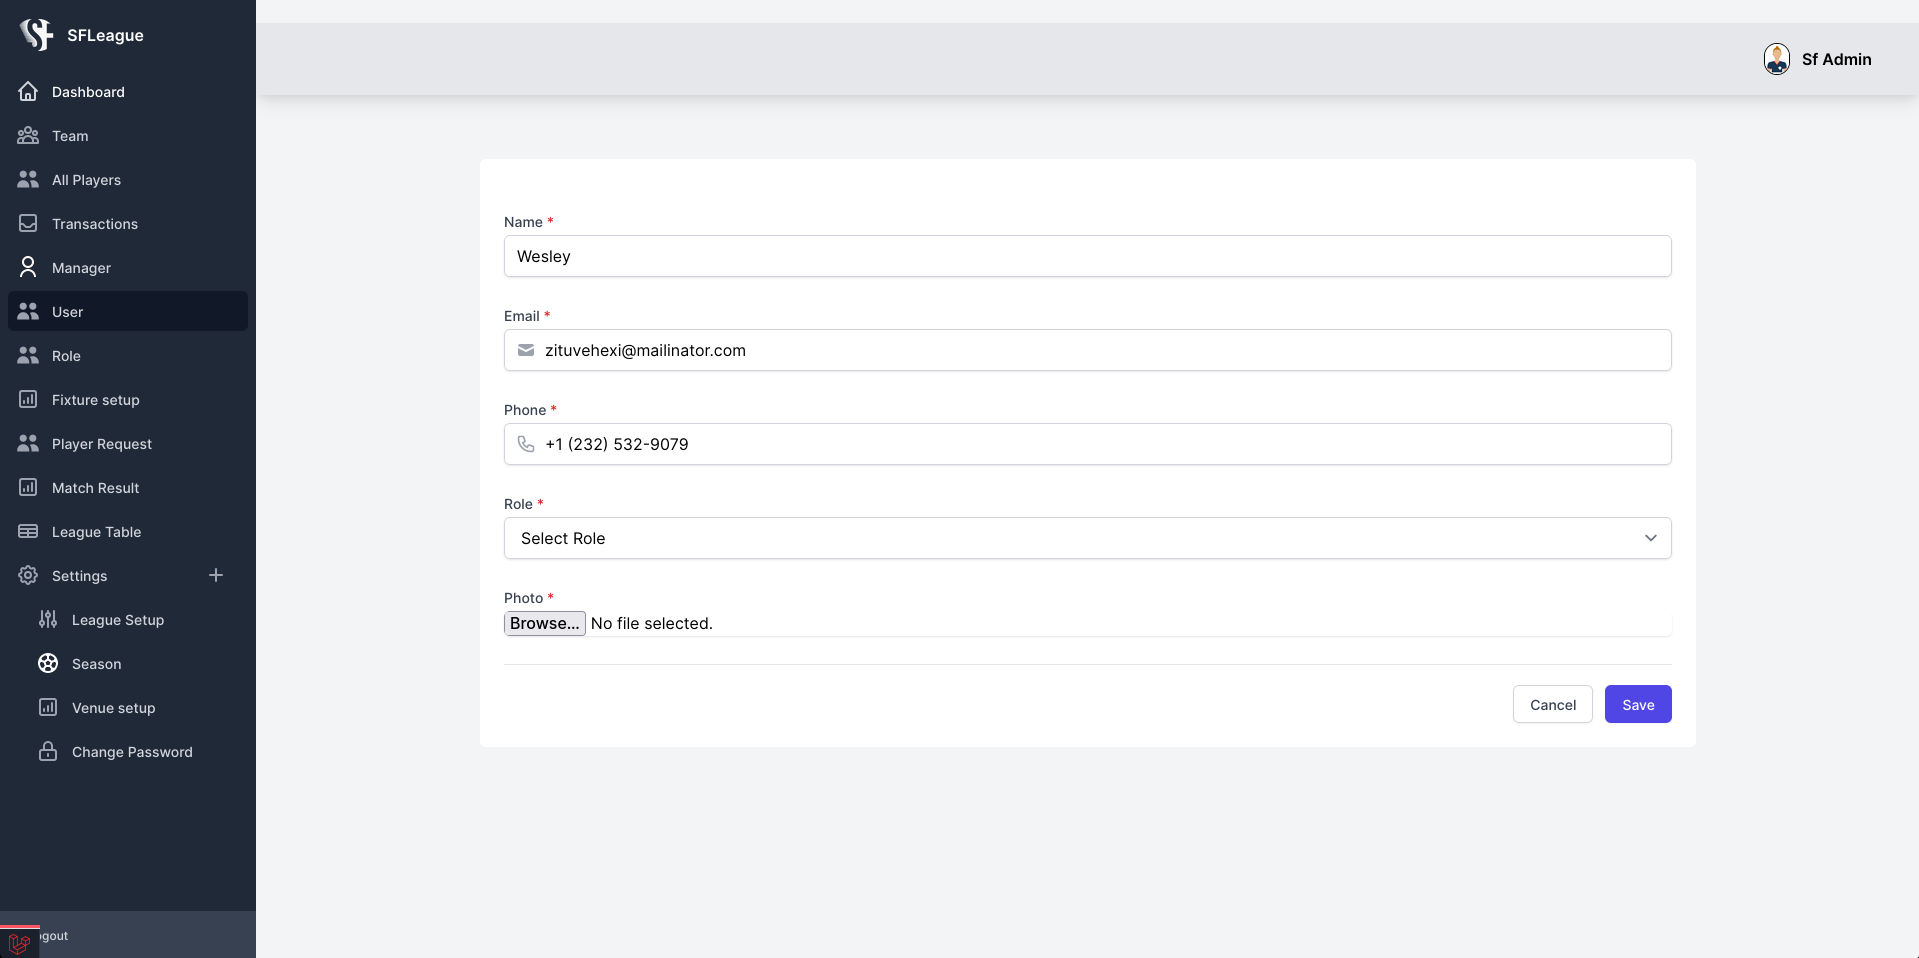 SFLeague
Dashboard
Team
All Players
Transactions
Manager
User
Role
Fixture setup
Player Request
Match Result
League Table
Settings
League Setup
Season
Venue setup
Change Password
ogout
Sf Admin
Name *
Wesley
Email *
zituvehexi@mailinator.com
Phone *
+1 (232) 532-9079
Role *
Select Role
Photo *
Browse... No file selected.
Cancel Save